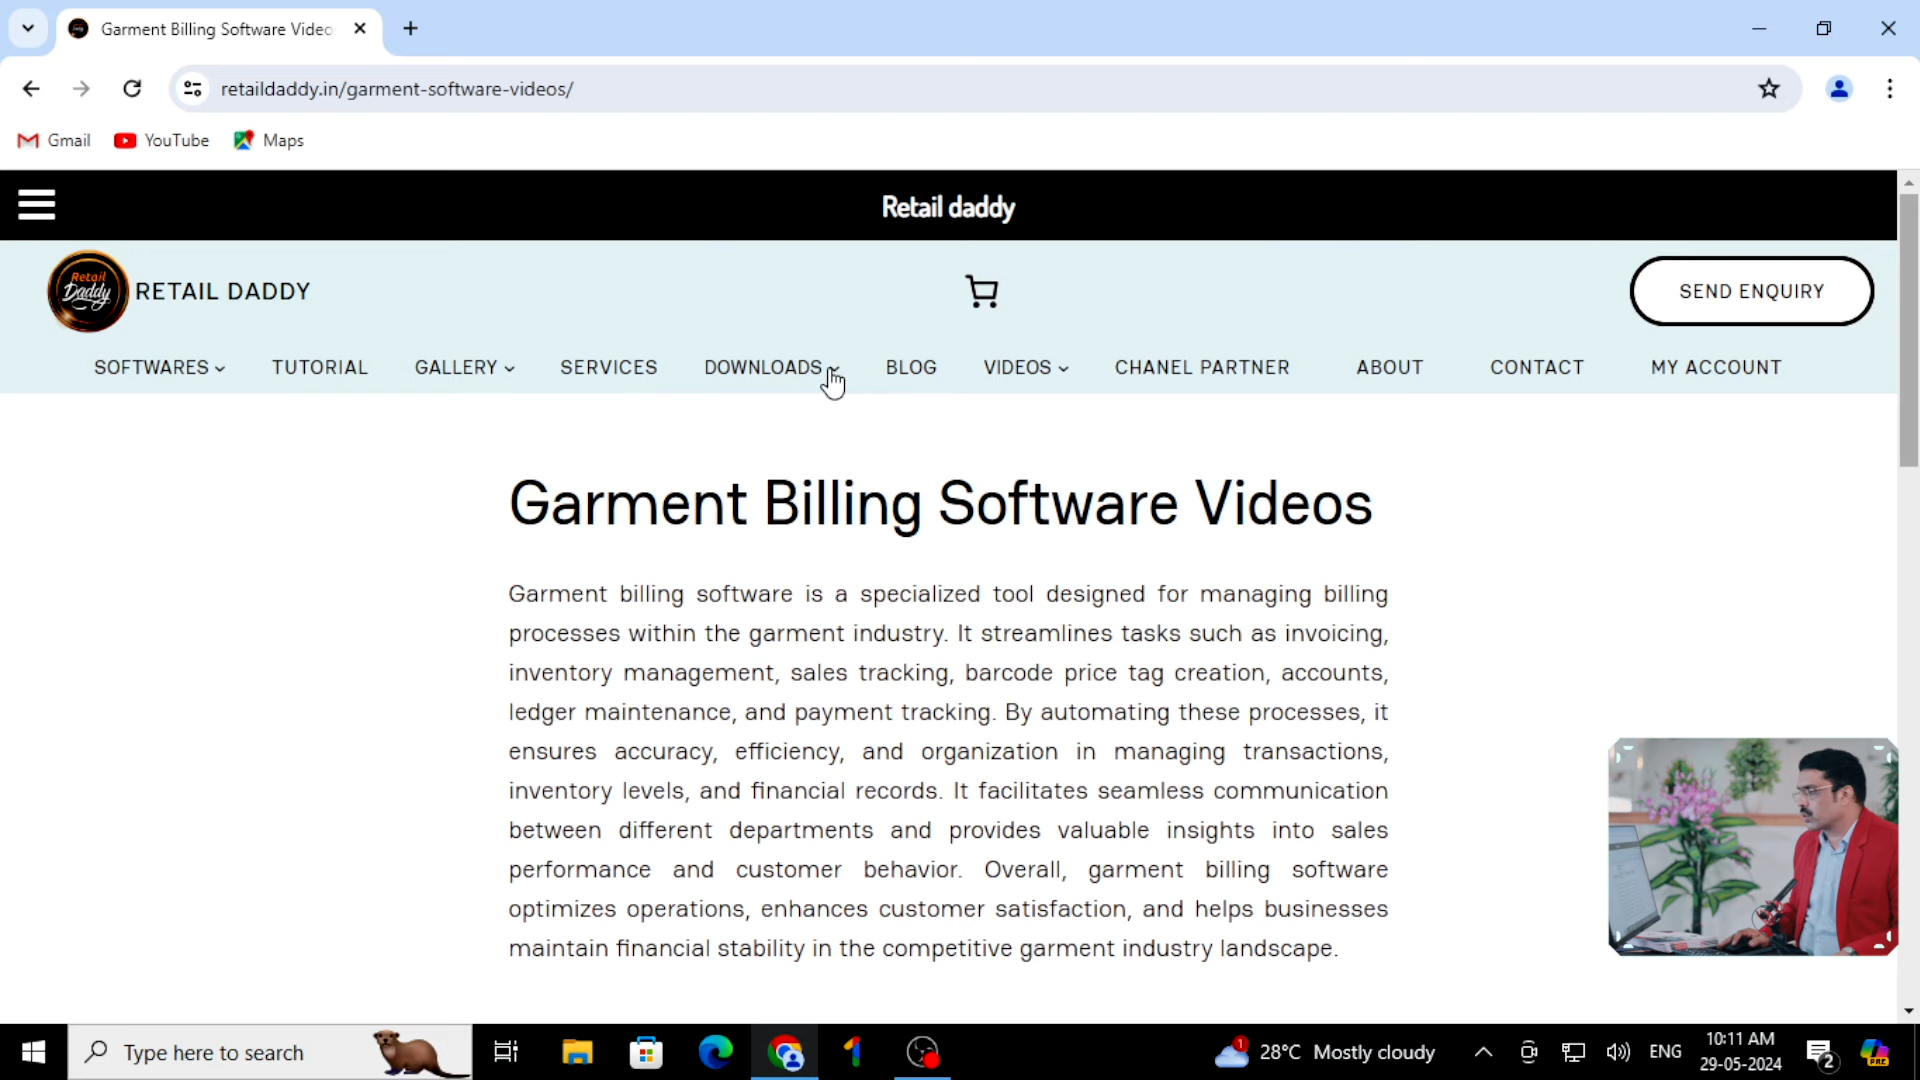 Garment Billing Software Video
retaildaddy.in/garment-software-videos/
Gmail YouTube Maps
Retail daddy
Retail Daddy
RETAIL DADDY
SEND ENQUIRY
SOFTWARES TUTORIAL GALLERY SERVICES DOWNLOADS BLOG VIDEOS CHANEL PARTNER ABOUT CONTACT MY ACCOUNT
Garment Billing Software Videos
Garment billing software is a specialized tool designed for managing billing
processes within the garment industry. It streamlines tasks such as invoicing,
inventory management, sales tracking, barcode price tag creation, accounts,
ledger maintenance, and payment tracking. By automating these processes, it
ensures accuracy, efficiency, and organization in managing transactions,
inventory levels, and financial records. It facilitates seamless communication
between different departments and provides valuable insights into sales
performance and customer behavior. Overall, garment billing software
optimizes operations, enhances customer satisfaction, and helps businesses
maintain financial stability in the competitive garment industry landscape.
Type here to search
1
28°C Mostly cloudy
ENG
10:11 AM
29-05-2024
2
PRE